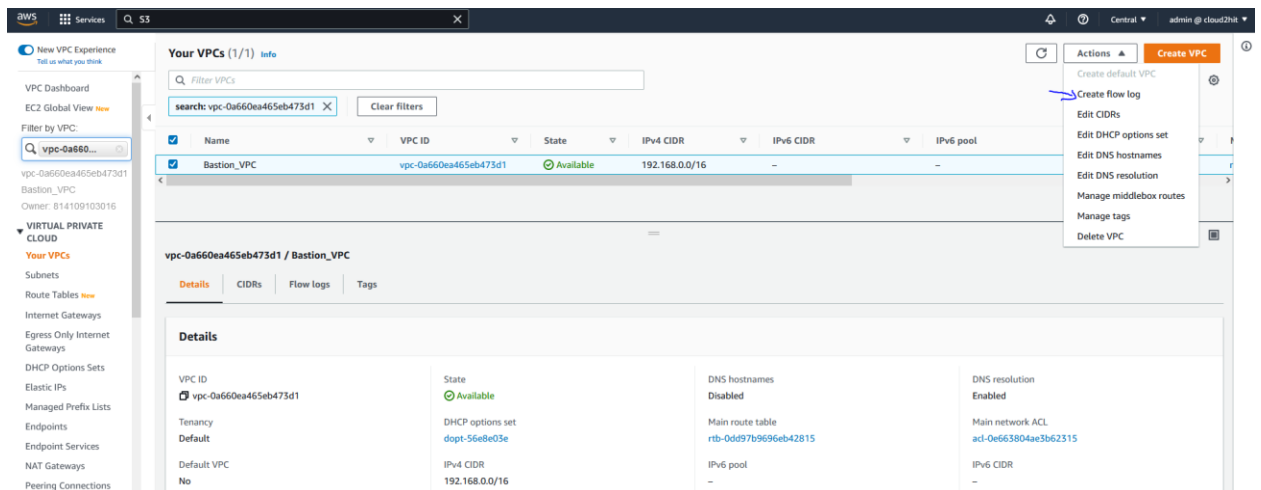 aws Services S3 Central ▼ admin @ cloud2hit ▼
New VPC Experience
Tell us what you think
VPC Dashboard
EC2 Global View New
Filter by VPC:
vpc-0a660...
vpc-0a660ea465eb473d1
Bastion_VPC
Owner: 814109103016
VIRTUAL PRIVATE
CLOUD
Your VPCs
Subnets
Route Tables New
Internet Gateways
Egress Only Internet
Gateways
DHCP Options Sets
Elastic IPs
Managed Prefix Lists
Endpoints
Endpoint Services
NAT Gateways
Peering Connections
Your VPCs (1/1) Info
Actions ▲ Create VPC
Filter VPCs
search: vpc-0a660ea465eb473d1 Clear filters
Create default VPC
Create flow log
Edit CIDRs
Edit DHCP options set
Edit DNS hostnames
Edit DNS resolution
Manage middlebox routes
Manage tags
Delete VPC
Name VPC ID State IPv4 CIDR IPv6 CIDR IPv6 pool
Bastion_VPC vpc-0a660ea465eb473d1 Available 192.168.0.0/16 – –
vpc-0a660ea465eb473d1 / Bastion_VPC
Details CIDRs Flow logs Tags
Details
VPC ID State DNS hostnames DNS resolution
vpc-0a660ea465eb473d1 Available Disabled Enabled
Tenancy DHCP options set Main route table Main network ACL
Default dopt-56e8e03e rtb-0dd97b9696eb42815 acl-0e663804ae3b62315
Default VPC IPv4 CIDR IPv6 pool IPv6 CIDR
No 192.168.0.0/16 – –